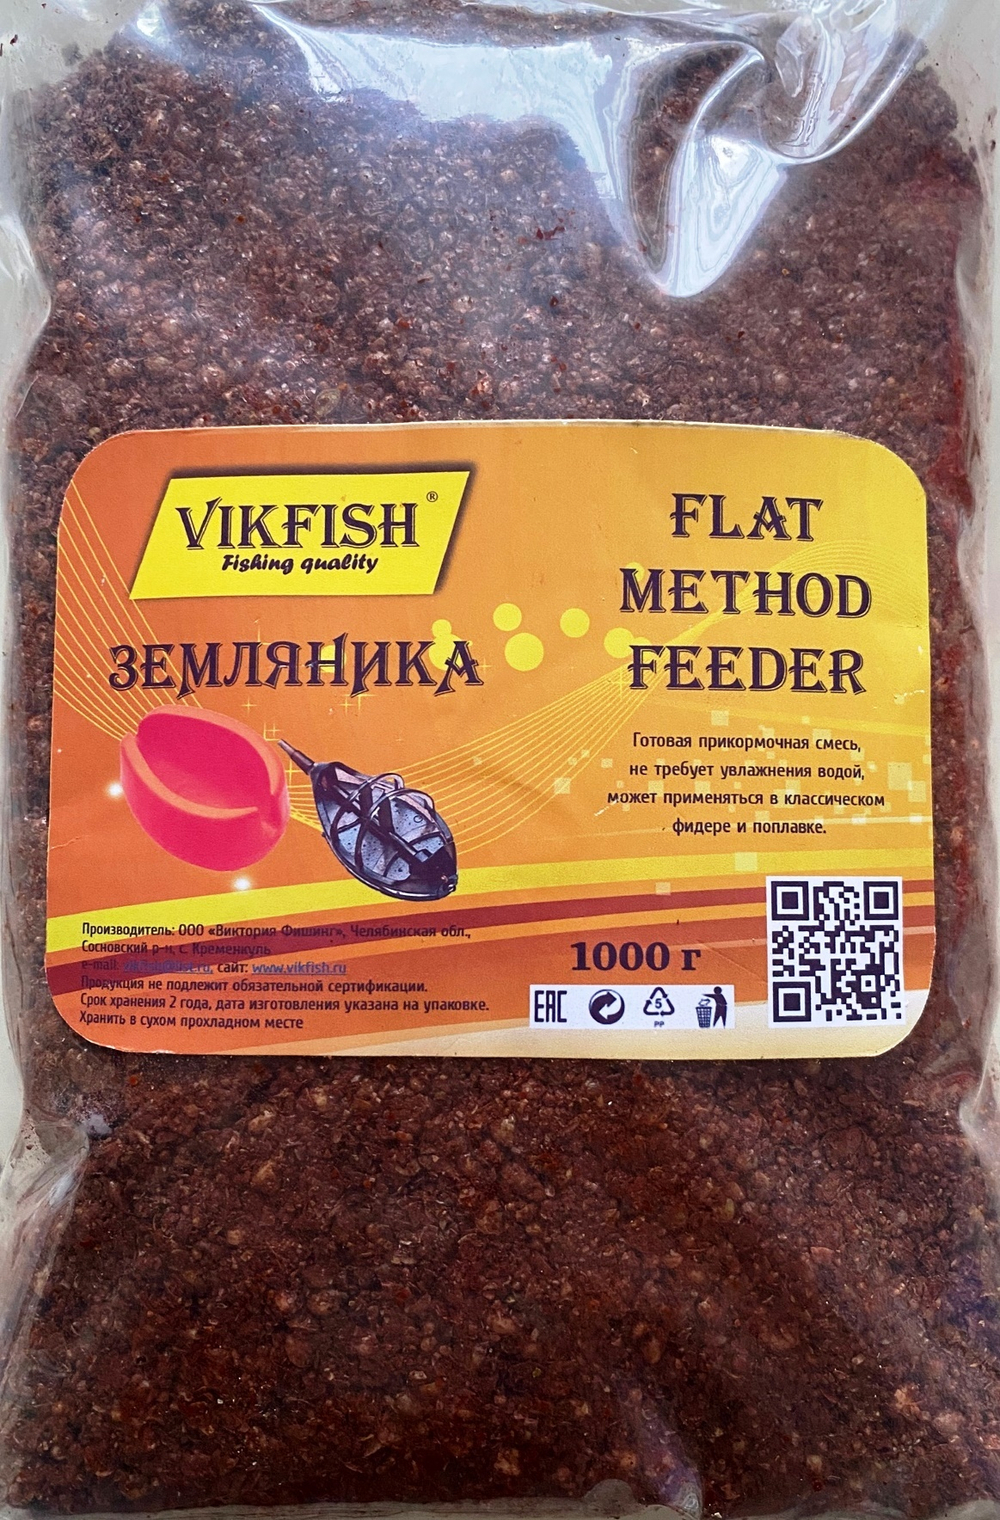 VIKFISH®
Fishing quality
ЗЕМЛЯНИКА
FLAT
METHOD
FEEDER
Готовая прикормочная смесь,
не требует увлажнения водой,
может применяться в классическом
фидере и поплавке.
Производитель: ООО «Виктория Фишинг», Челябинская обл.,
Сосновский р-н, с. Кременкуль
e-mail: сайт: www.vikfish.ru
Продукция не подлежит обязательной сертификации.
Срок хранения 2 года, дата изготовления указана на упаковке.
Хранить в сухом прохладном месте
1000 г
EAC
5
PP